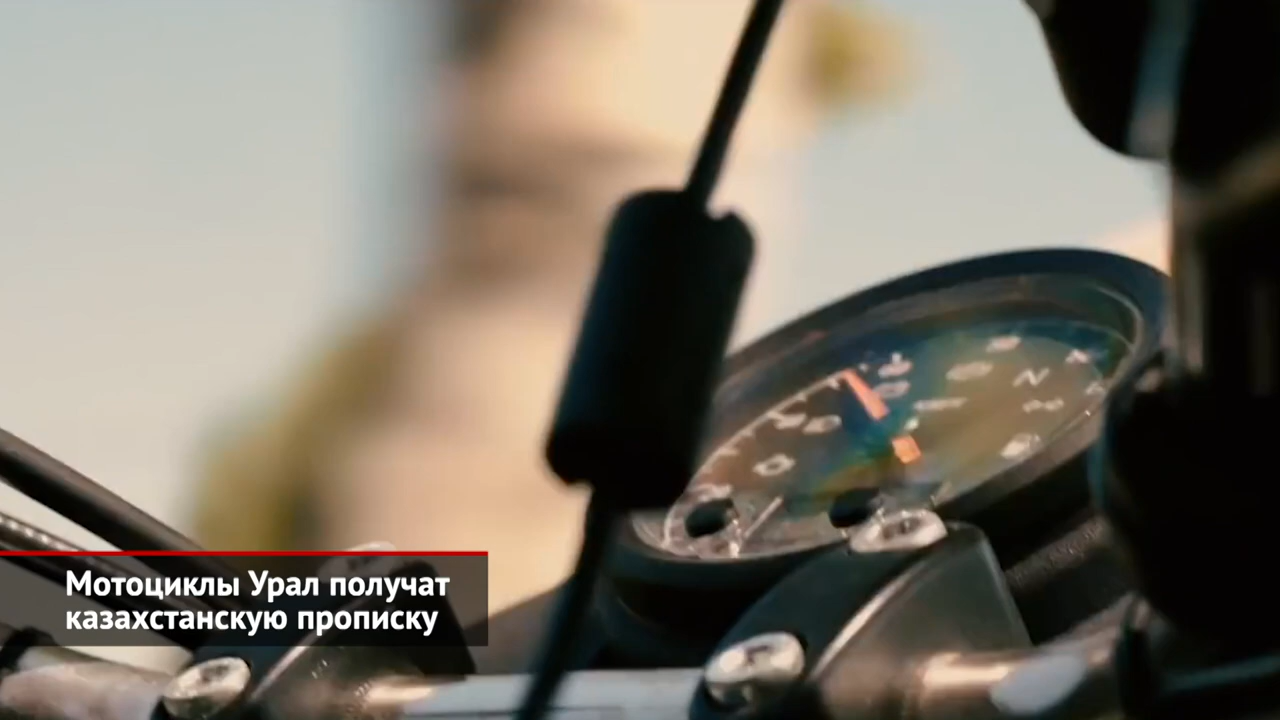 Мотоциклы Урал получат
казахстанскую прописку